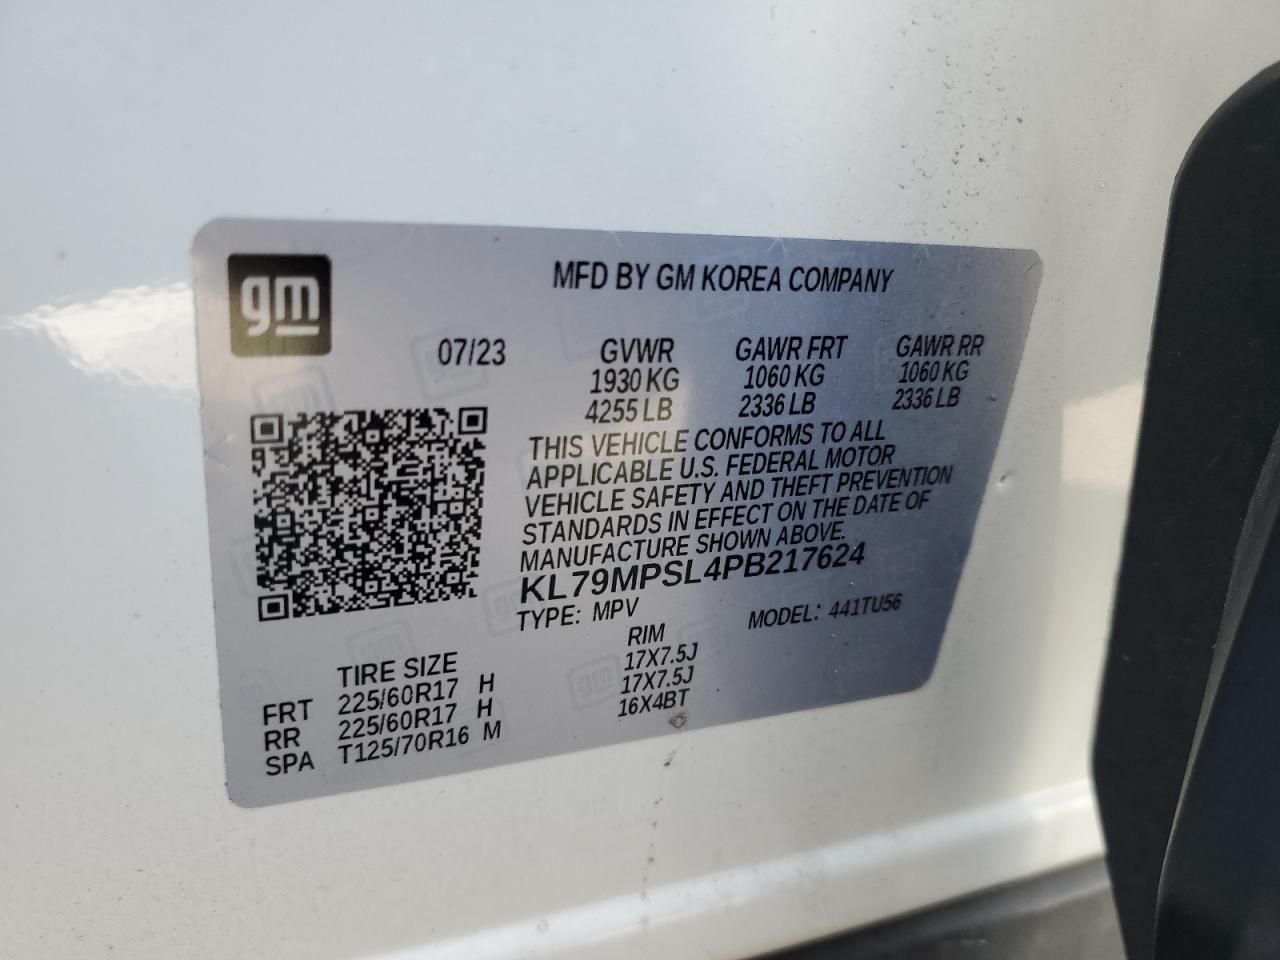 gm
MFD BY GM KOREA COMPANY
07/23 GVWR GAWR FRT GAWR RR
1930 KG 1060 KG 1060 KG
4255 LB 2336 LB 2336 LB
THIS VEHICLE CONFORMS TO ALL
APPLICABLE U.S. FEDERAL MOTOR
VEHICLE SAFETY AND THEFT PREVENTION
STANDARDS IN EFFECT ON THE DATE OF
MANUFACTURE SHOWN ABOVE.
KL79MPSL4PB217624
TYPE: MPV MODEL: 441TU56
TIRE SIZE RIM
FRT 225/60R17 H 17X7.5J
RR 225/60R17 H 17X7.5J
SPA T125/70R16 M 16X4BT